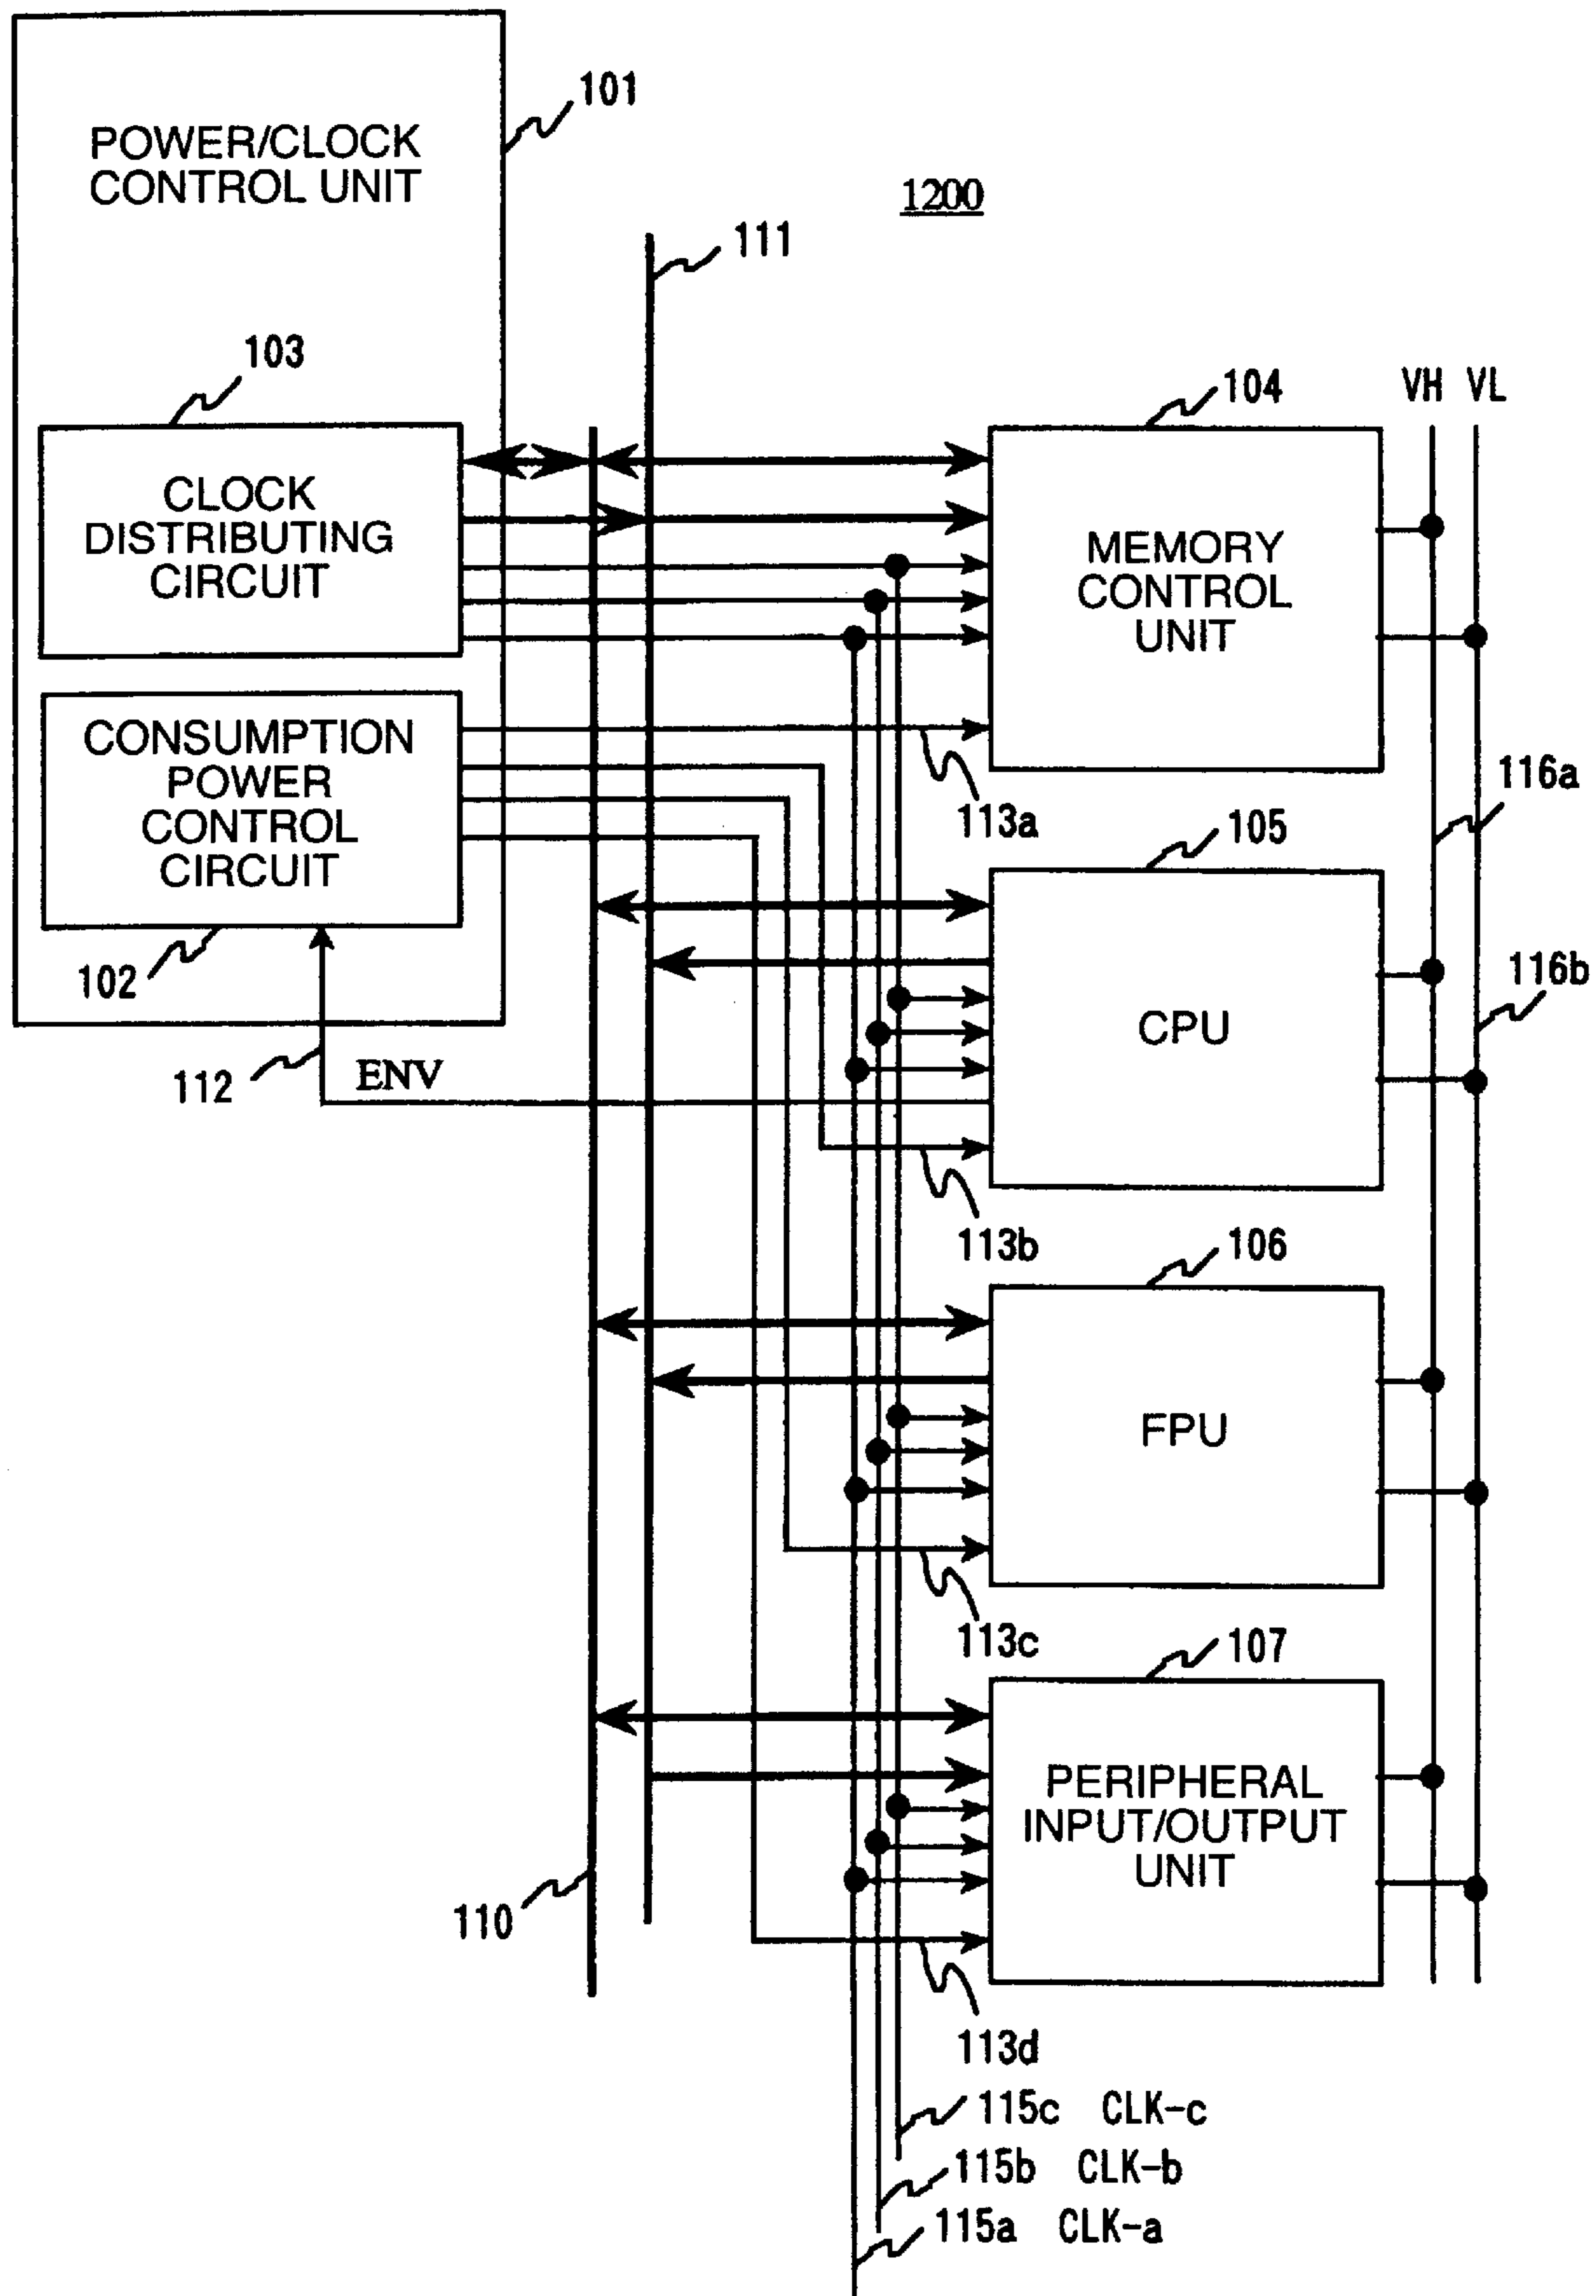 101
POWER/CLOCK
CONTROL UNIT
1200
111
103
104
VH VL
CLOCK
DISTRIBUTING
CIRCUIT
MEMORY
CONTROL
UNIT
CONSUMPTION
POWER
CONTROL
CIRCUIT
116a
113a
105
102
116b
CPU
112
ENV
113b
106
FPU
113c
107
PERIPHERAL
INPUT/OUTPUT
UNIT
110
113d
115c CLK-c
115b CLK-b
115a CLK-a